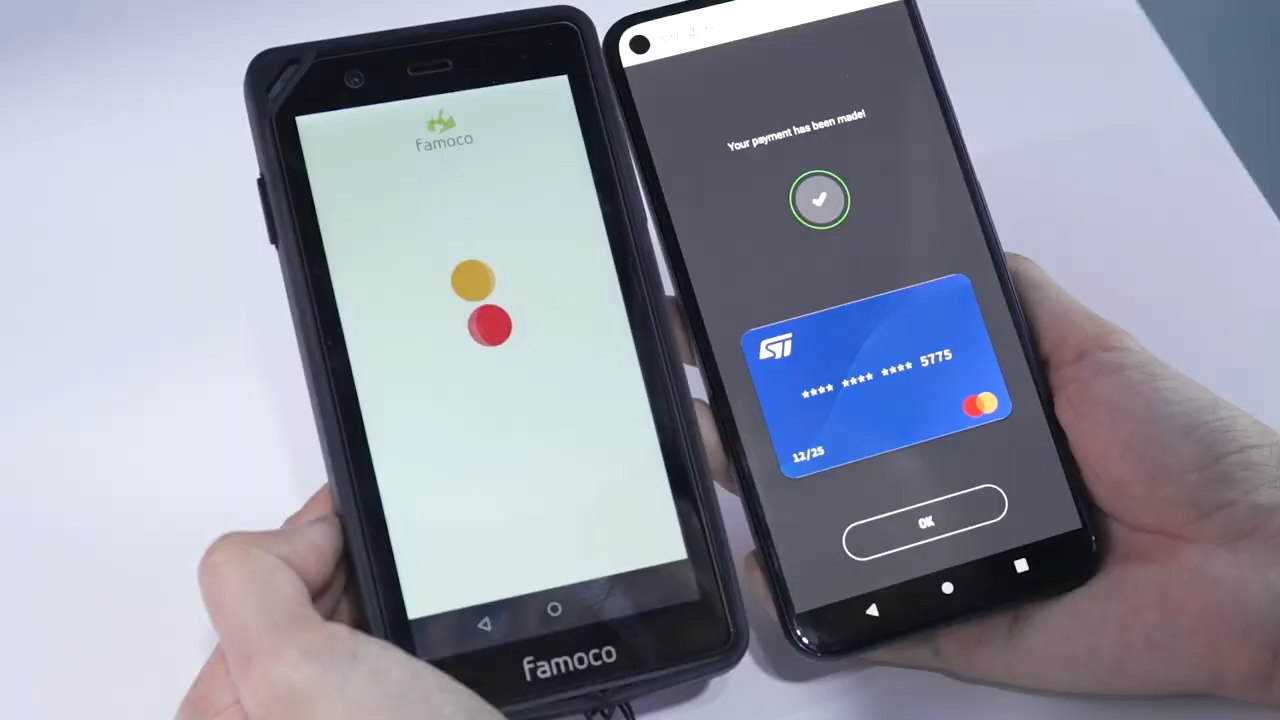 famoco
famoco
Your payment has been made!
ST
**** **** **** 5775
12/25
OK